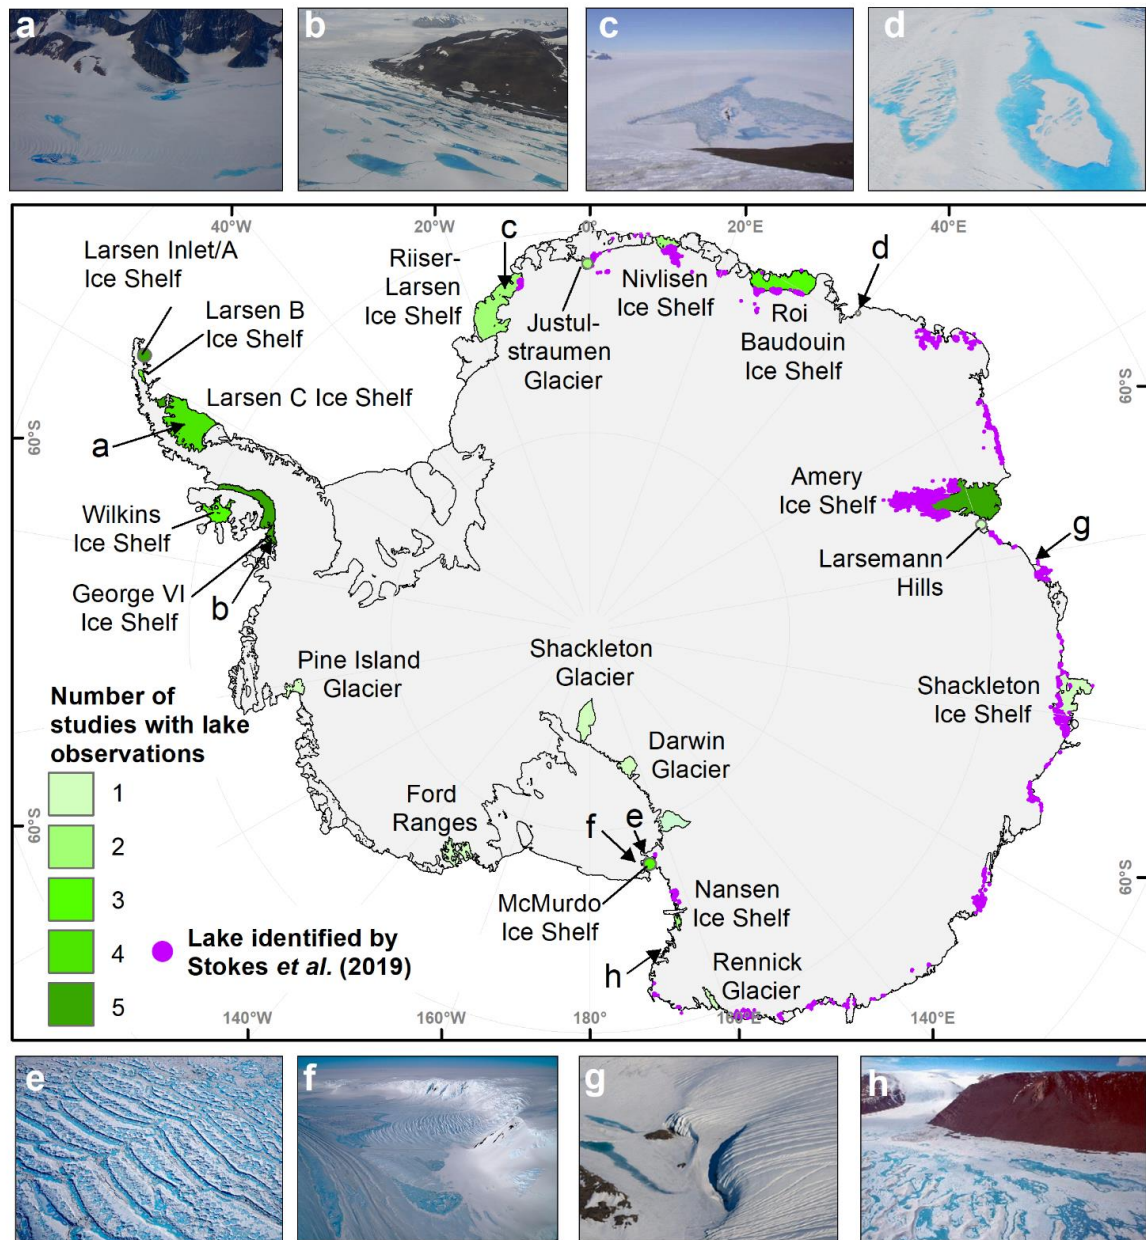 a
b
c
d
40°W
0°
20°E
40°E
Larsen Inlet/A
Ice Shelf
Larsen B
Ice Shelf
Larsen C Ice Shelf
a
60°S
Riiser-
Larsen
Ice Shelf
c
Justul-
straumen
Glacier
Nivlisen
Ice Shelf
Roi
Baudouin
Ice Shelf
d
60°S
Wilkins
Ice Shelf
George VI
Ice Shelf
b
Amery
Ice Shelf
Larsemann
Hills
g
Pine Island
Glacier
Shackleton
Glacier
Shackleton
Ice Shelf
Darwin
Glacier
Ford
Ranges
f
e
McMurdo
Ice Shelf
Nansen
Ice Shelf
h
Rennick
Glacier
60°S
60°S
Number of
studies with lake
observations
1
2
3
4
5
Lake identified by
Stokes et al. (2019)
140°W
160°W
180°
160°E
140°E
e
f
g
h